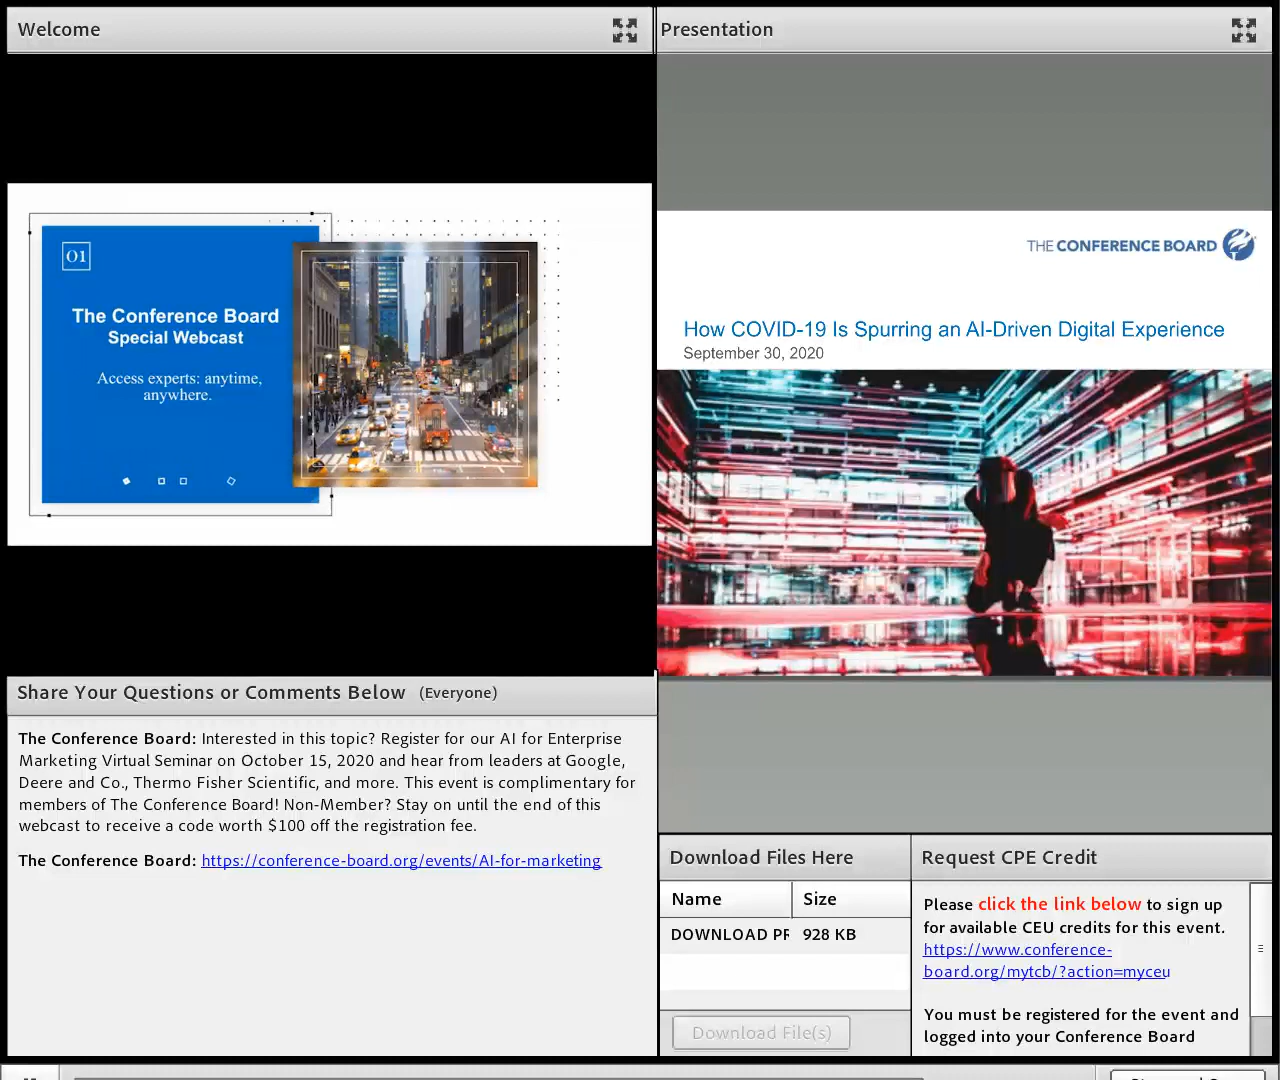 Welcome
Presentation
01
The Conference Board
Special Webcast
Access experts: anytime,
anywhere.
THE CONFERENCE BOARD
How COVID-19 Is Spurring an AI-Driven Digital Experience
September 30, 2020
Share Your Questions or Comments Below (Everyone)
The Conference Board: Interested in this topic? Register for our AI for Enterprise
Marketing Virtual Seminar on October 15, 2020 and hear from leaders at Google,
Deere and Co., Thermo Fisher Scientific, and more. This event is complimentary for
members of The Conference Board! Non-Member? Stay on until the end of this
webcast to receive a code worth $100 off the registration fee.
The Conference Board: https://conference-board.org/events/AI-for-marketing
Download Files Here
Name Size
DOWNLOAD PR 928 KB
Download File(s)
Request CPE Credit
Please click the link below to sign up
for available CEU credits for this event.
https://www.conference-
board.org/mytcb/?action=myceu
You must be registered for the event and
logged into your Conference Board